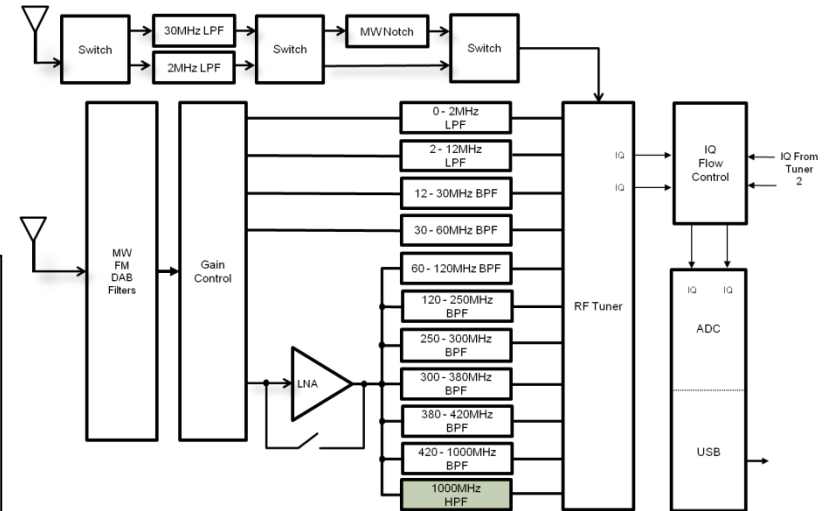 Switch
30MHz LPF
2MHz LPF
Switch
MW Notch
Switch
MW
FM
DAB
Filters
Gain
Control
LNA
0 - 2MHz
LPF
2 - 12MHz
LPF
12 - 30MHz BPF
30 - 60MHz BPF
60 - 120MHz BPF
120 - 250MHz
BPF
250 - 300MHz
BPF
300 - 380MHz
BPF
380 - 420MHz
BPF
420 - 1000MHz
BPF
1000MHz
HPF
RF Tuner
IQ
IQ
IQ
Flow
Control
IQ From
Tuner
2
IQ IQ
ADC
USB